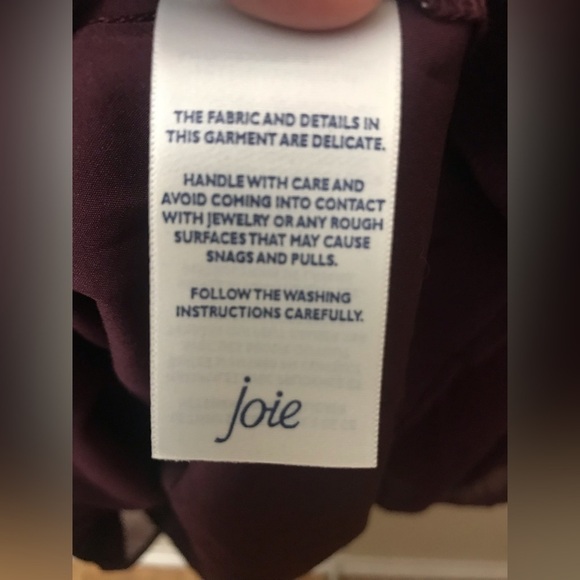 THE FABRIC AND DETAILS IN
THIS GARMENT ARE DELICATE.
HANDLE WITH CARE AND
AVOID COMING INTO CONTACT
WITH JEWELRY OR ANY ROUGH
SURFACES THAT MAY CAUSE
SNAGS AND PULLS.
FOLLOW THE WASHING
INSTRUCTIONS CAREFULLY.
joie